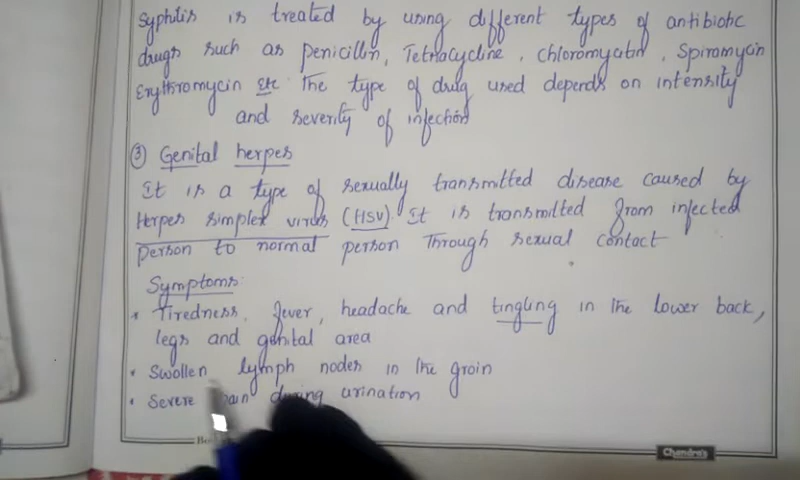 Syphilis is treated by using different types of antibiotic
drugs such as penicillin, Tetracycline, chloromycetin, Spiramycin
Erythromycin etc. The type of drug used depends on intensity
and severity of infection
③ Genital herpes
It is a type of sexually transmitted disease caused by
Herpes simplex virus (HSV). It is transmitted from infected
person to normal person through sexual contact
Symptoms
* Tiredness, fever, headache and tingling in the lower back,
legs and genital area
* Swollen lymph nodes in the groin
* Severe pain during urination
Chandra's